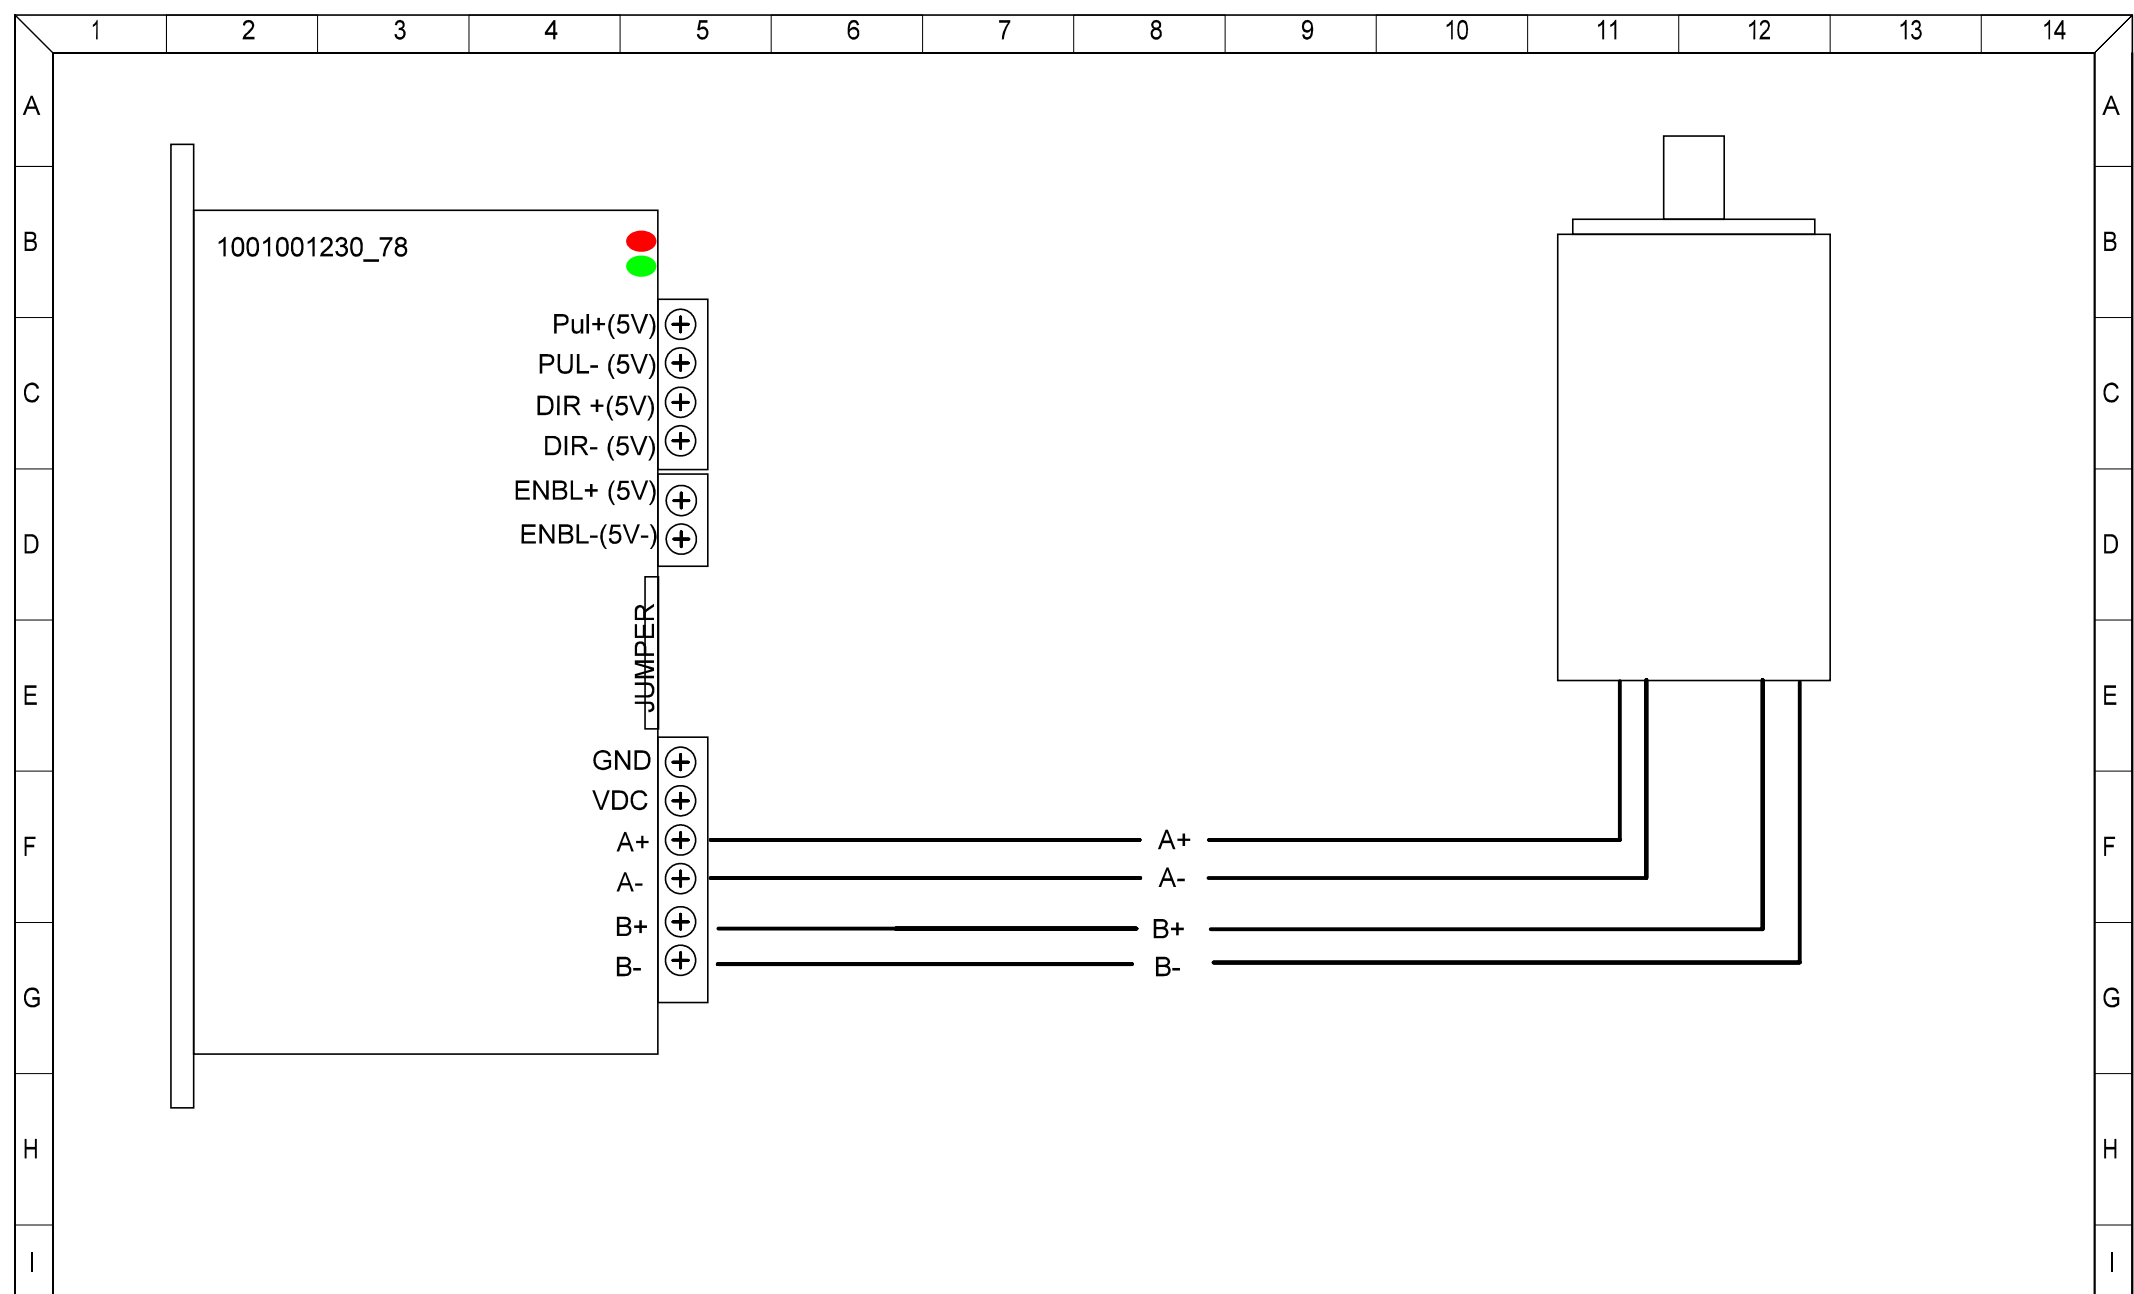 1 2 3 4 5 6 7 8 9 10 11 12 13 14
A A
B B
1001001230_78
Pul+(5V)
PUL- (5V)
C C
DIR +(5V)
DIR- (5V)
ENBL+ (5V)
ENBL-(5V-)
D D
JUMPER
E E
GND
VDC
A+ A+
F F
A- A-
B+ B+
B- B-
G G
H H
I I